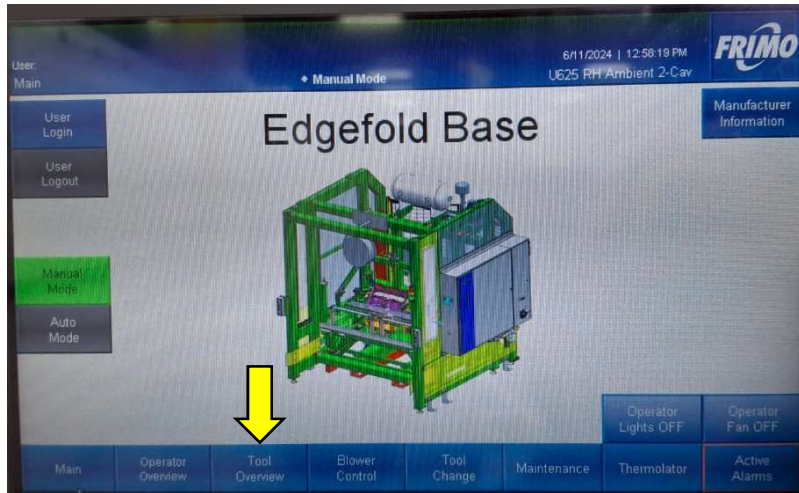 User:
Main
◆ Manual Mode
6/11/2024 | 12:58:19 PM
U625 RH Ambient 2-Cav
FRIMO
User
Login
User
Logout
Manual
Mode
Auto
Mode
Edgefold Base
Manufacturer
Information
Operator
Lights OFF
Operator
Fan OFF
Main
Operator
Overview
Tool
Overview
Blower
Control
Tool
Change
Maintenance
Thermolator
Active
Alarms